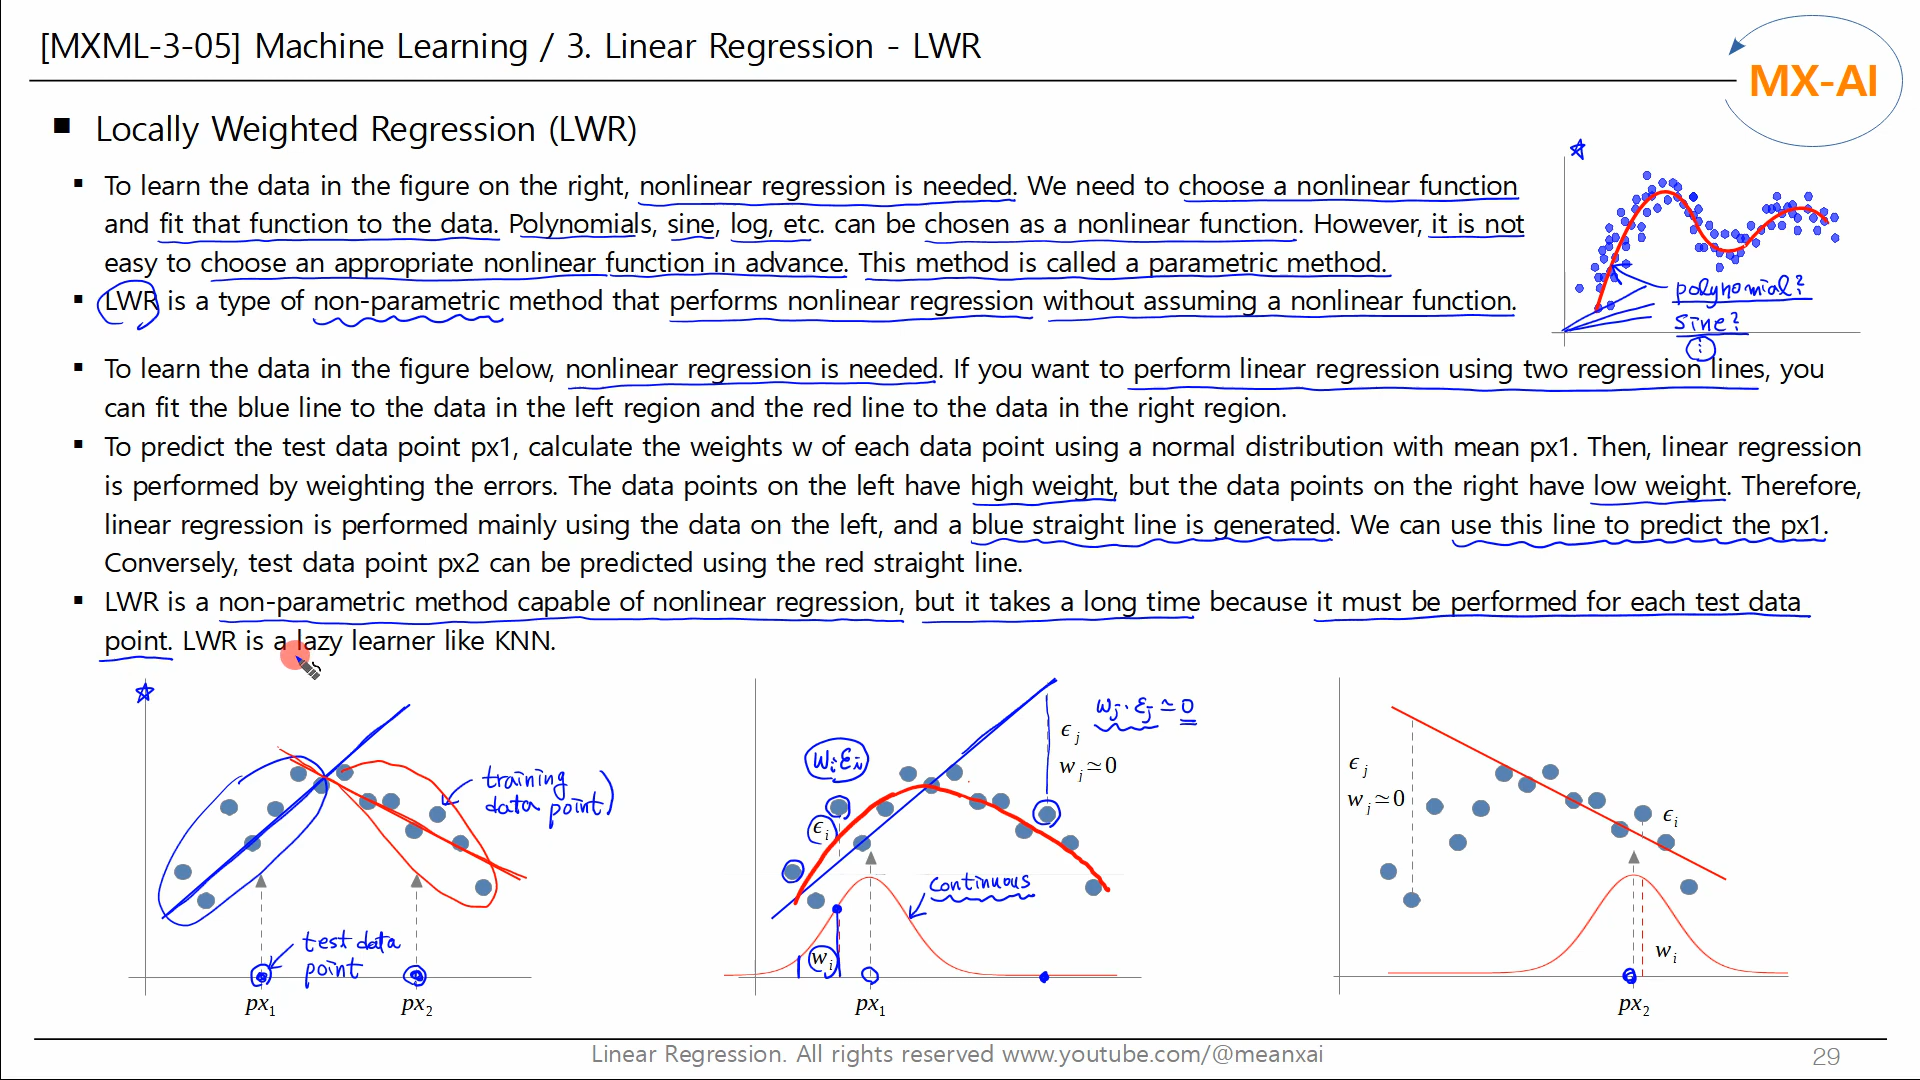 [MXML-3-05] Machine Learning / 3. Linear Regression - LWR
MX-AI
■ Locally Weighted Regression (LWR)
▪ To learn the data in the figure on the right, nonlinear regression is needed. We need to choose a nonlinear function
and fit that function to the data. Polynomials, sine, log, etc. can be chosen as a nonlinear function. However, it is not
easy to choose an appropriate nonlinear function in advance. This method is called a parametric method.
▪ LWR is a type of non-parametric method that performs nonlinear regression without assuming a nonlinear function.
polynomial?
sine?
⋮
▪ To learn the data in the figure below, nonlinear regression is needed. If you want to perform linear regression using two regression lines, you
can fit the blue line to the data in the left region and the red line to the data in the right region.
▪ To predict the test data point px1, calculate the weights w of each data point using a normal distribution with mean px1. Then, linear regression
is performed by weighting the errors. The data points on the left have high weight, but the data points on the right have low weight. Therefore,
linear regression is performed mainly using the data on the left, and a blue straight line is generated. We can use this line to predict the px1.
Conversely, test data point px2 can be predicted using the red straight line.
▪ LWR is a non-parametric method capable of nonlinear regression, but it takes a long time because it must be performed for each test data
point. LWR is a lazy learner like KNN.
training
data point)
test data
point
px₁
px₂
wᵢεᵢ
ϵᵢ
wⱼ·εⱼ ≃ 0
ϵⱼ
wⱼ≃0
continuous
wᵢ
px₁
ϵⱼ
wⱼ≃0
ϵᵢ
wᵢ
px₂
Linear Regression. All rights reserved www.youtube.com/@meanxai
29